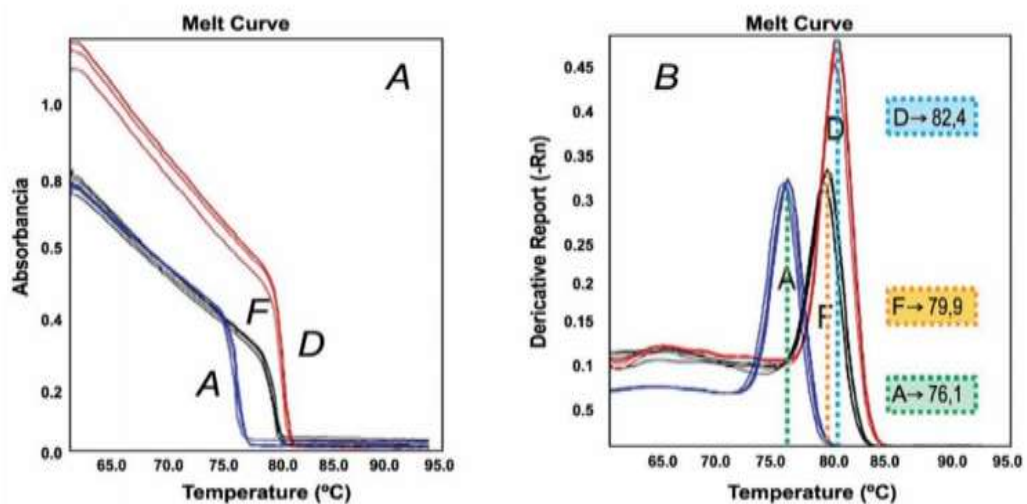 Melt Curve
A
Absorbancia
1.0
0.8
0.5
0.4
0.2
0.0
F
D
A
65.0 70.0 75.0 80.0 85.0 90.0 95.0
Temperature (ºC)
Melt Curve
B
Dericative Report (-Rn)
0.45
0.4
0.35
0.3
0.25
0.2
0.15
0.1
0.5
D
A
F
D→ 82,4
F→ 79,9
A→ 76,1
65.0 70.0 75.0 80.0 85.0 90.0 95.0
Temperature (ºC)